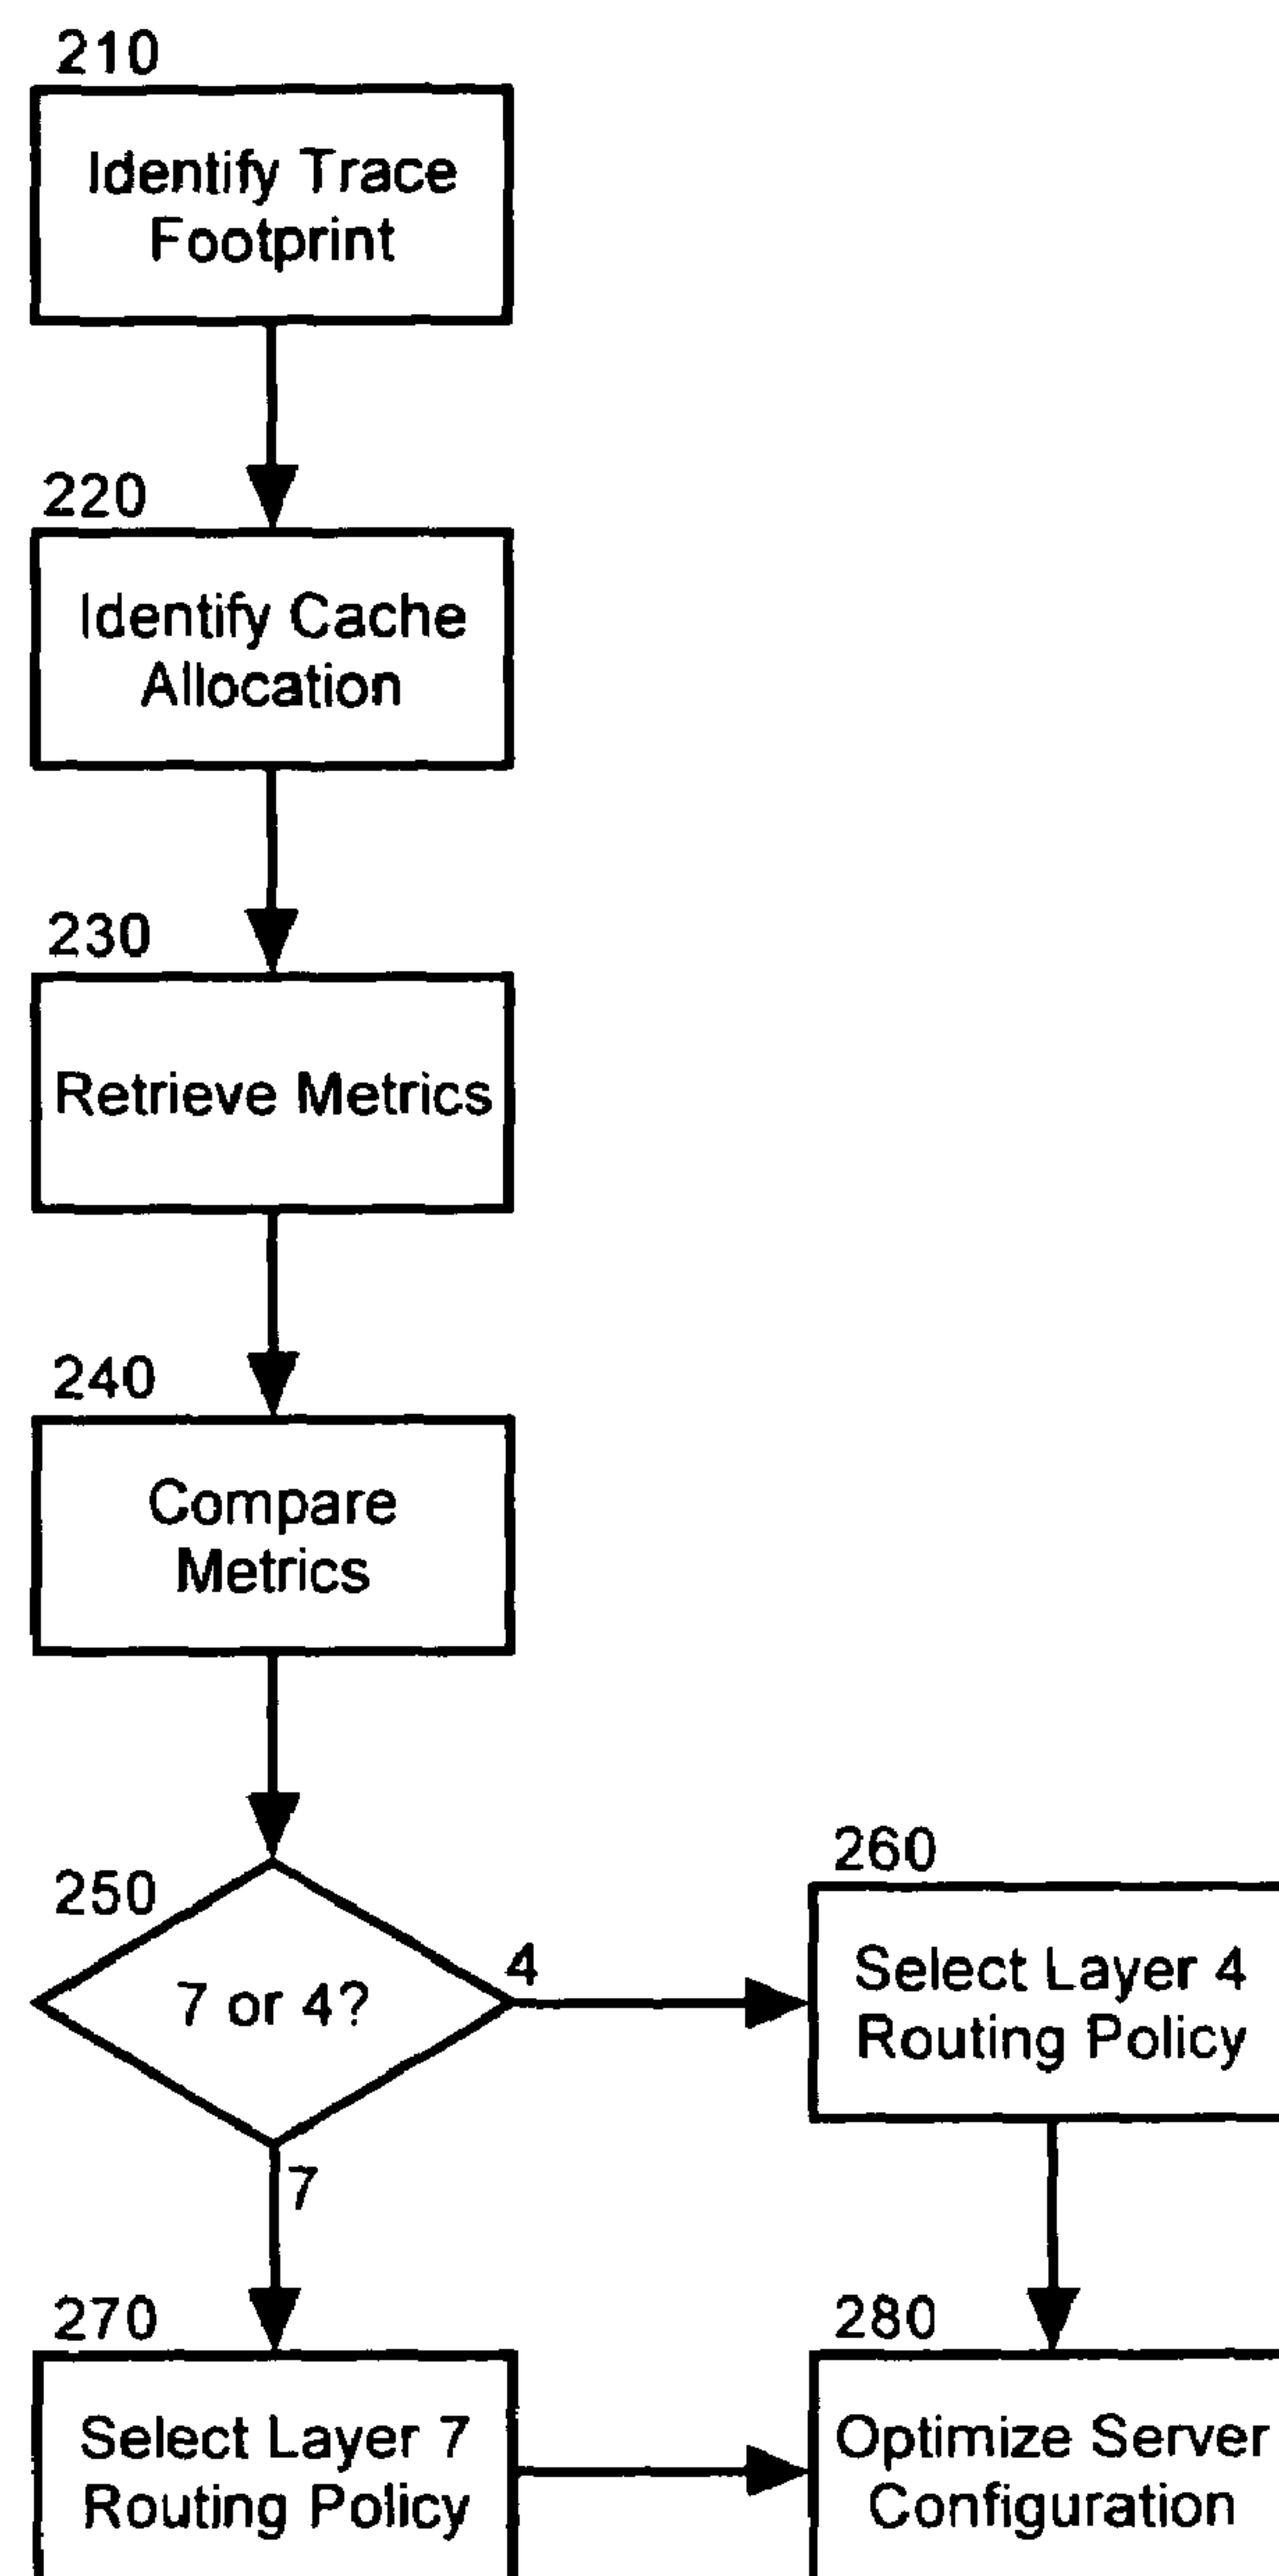 210
Identify Trace
Footprint
220
Identify Cache
Allocation
230
Retrieve Metrics
240
Compare
Metrics
250
7 or 4?
4
7
260
Select Layer 4
Routing Policy
270
Select Layer 7
Routing Policy
280
Optimize Server
Configuration